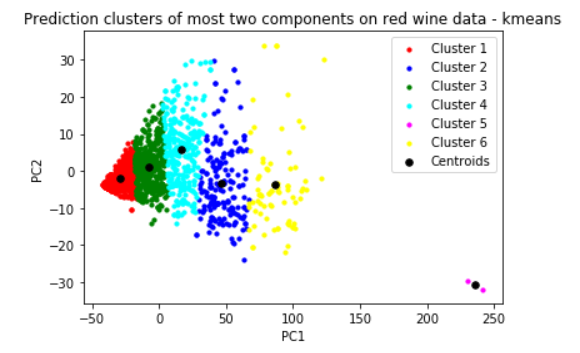 Prediction clusters of most two components on red wine data - kmeans
Cluster 1
Cluster 2
Cluster 3
Cluster 4
Cluster 5
Cluster 6
Centroids
PC2
30
20
10
0
−10
−20
−30
−50
0
50
100
150
200
250
PC1